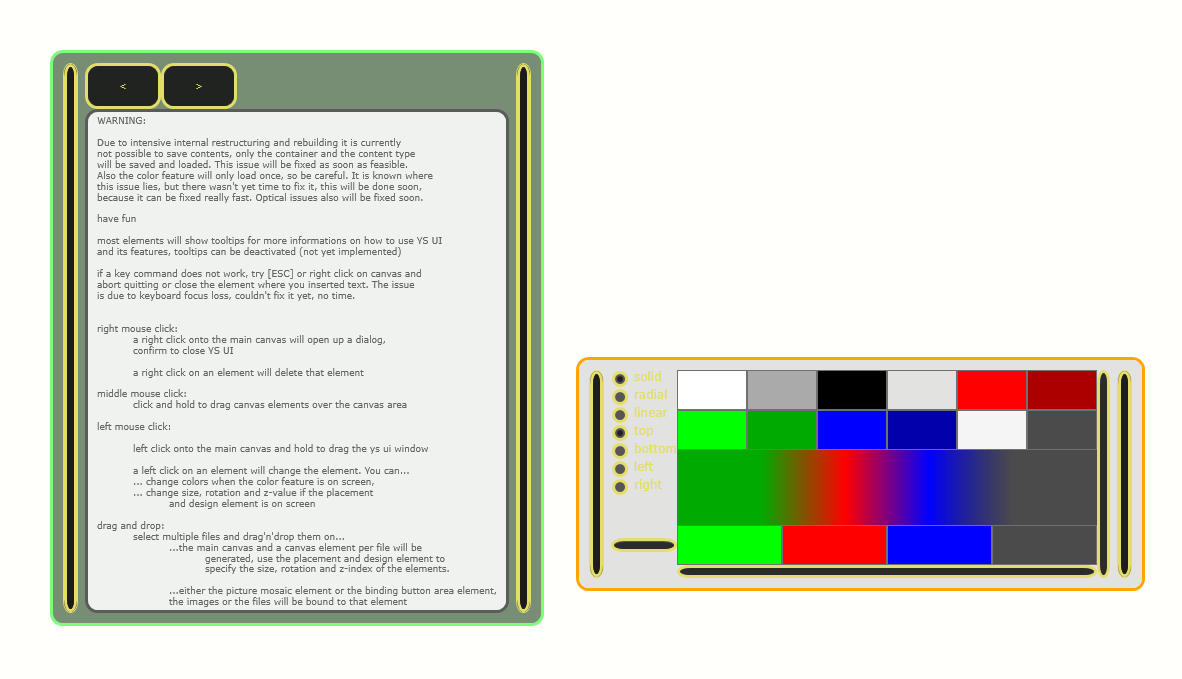 < >
WARNING:
Due to intensive internal restructuring and rebuilding it is currently
not possible to save contents, only the container and the content type
will be saved and loaded. This issue will be fixed as soon as feasible.
Also the color feature will only load once, so be careful. It is known where
this issue lies, but there wasn't yet time to fix it, this will be done soon,
because it can be fixed really fast. Optical issues also will be fixed soon.
have fun
most elements will show tooltips for more informations on how to use YS UI
and its features, tooltips can be deactivated (not yet implemented)
if a key command does not work, try [ESC] or right click on canvas and
abort quitting or close the element where you inserted text. The issue
is due to keyboard focus loss, couldn't fix it yet, no time.
right mouse click:
a right click onto the main canvas will open up a dialog,
confirm to close YS UI
a right click on an element will delete that element
middle mouse click:
click and hold to drag canvas elements over the canvas area
left mouse click:
left click onto the main canvas and hold to drag the ys ui window
a left click on an element will change the element. You can...
... change colors when the color feature is on screen,
... change size, rotation and z-value if the placement
and design element is on screen
drag and drop:
select multiple files and drag'n'drop them on...
...the main canvas and a canvas element per file will be
generated, use the placement and design element to
specify the size, rotation and z-index of the elements.
...either the picture mosaic element or the binding button area element,
the images or the files will be bound to that element
solid
radial
linear
top
bottom
left
right